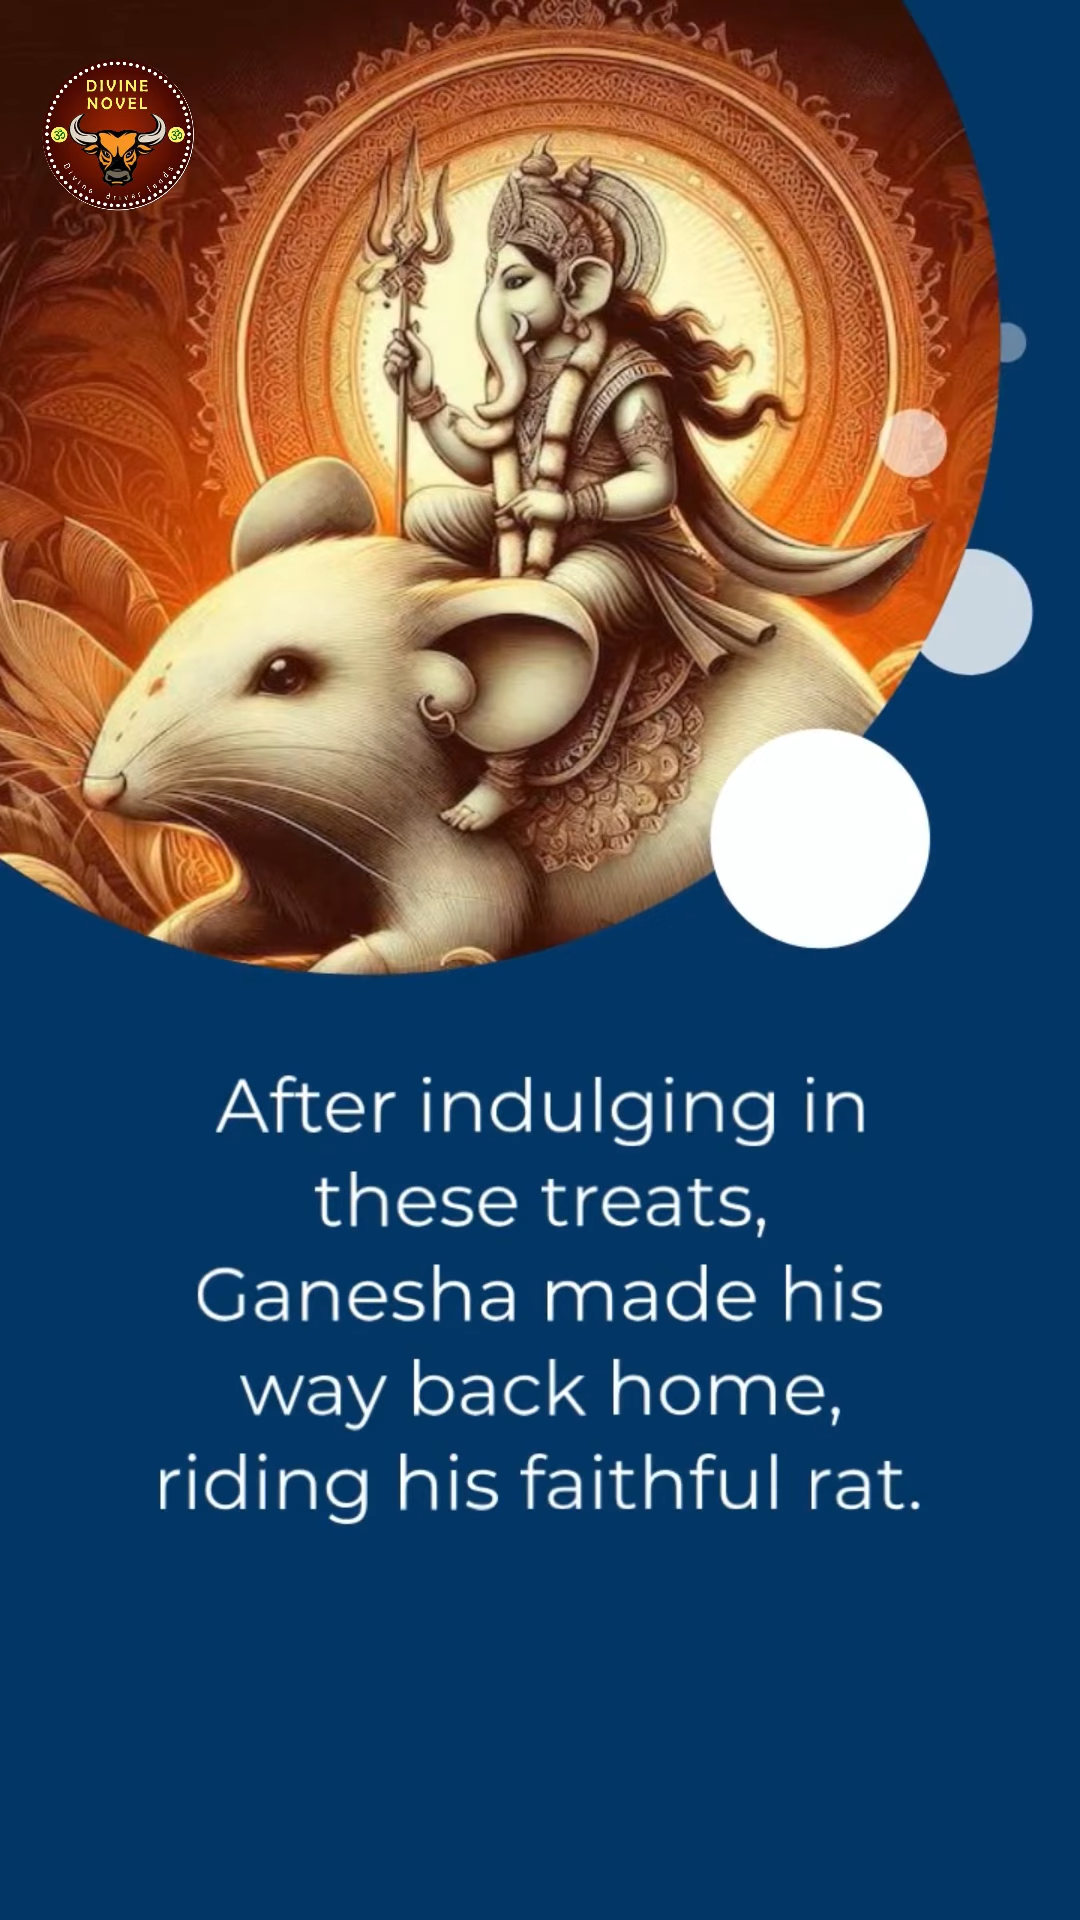 DIVINE
NOVEL
ॐ ॐ
After indulging in
these treats,
Ganesha made his
way back home,
riding his faithful rat.